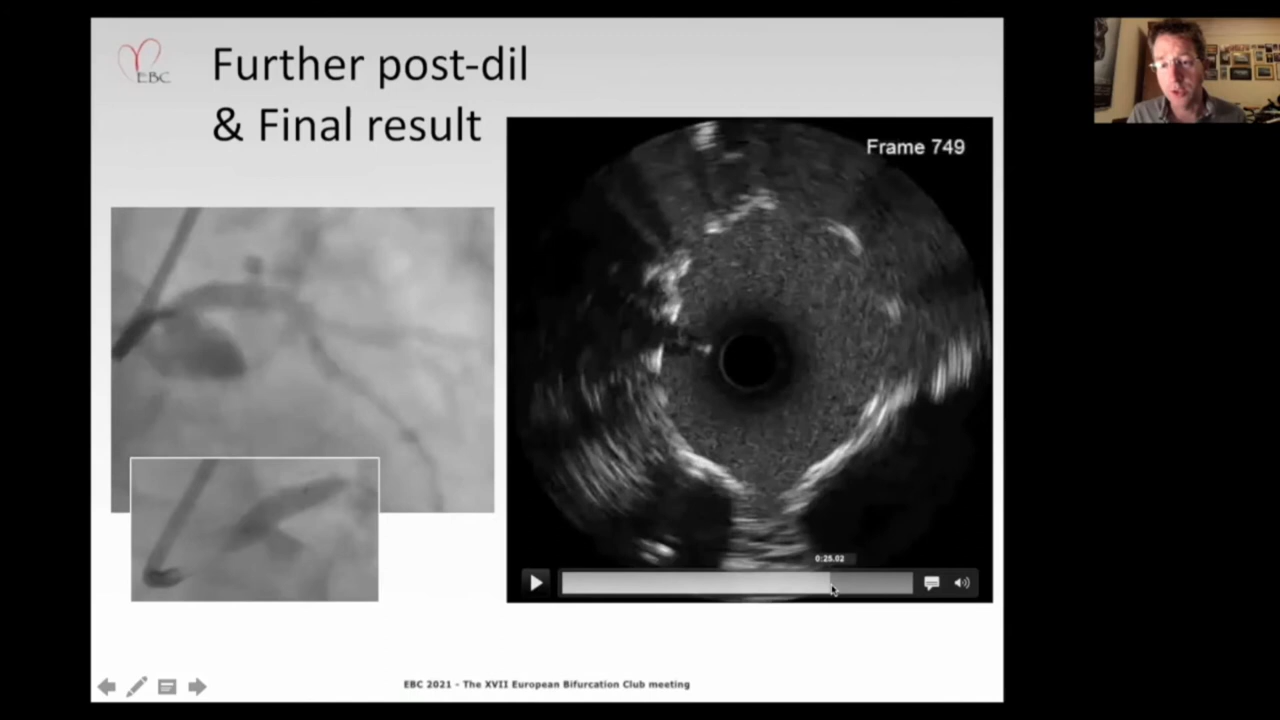 EBC
Further post-dil
& Final result
Frame 749
0:25.02
EBC 2021 - The XVII European Bifurcation Club meeting